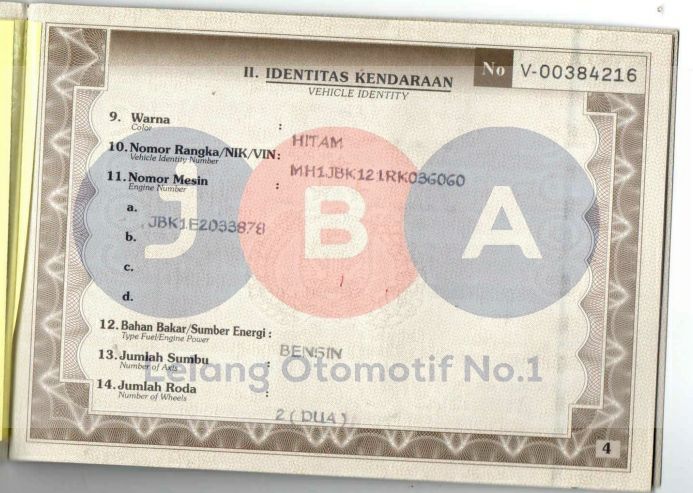 No V-00384216
II. IDENTITAS KENDARAAN
VEHICLE IDENTITY
9. Warna :
Color
HITAM
10. Nomor Rangka/NIK/VIN:
Vehicle Identity Number
MH1JBK121RK036060
11. Nomor Mesin :
Engine Number
a.
JBK1E2033878
b.
c.
d.
J B A
12. Bahan Bakar/Sumber Energi :
Type Fuel/Engine Power
BENSIN
13. Jumlah Sumbu :
Number of Axis
Lelang Otomotif No.1
14. Jumlah Roda :
Number of Wheels
2 ( DUA )
4